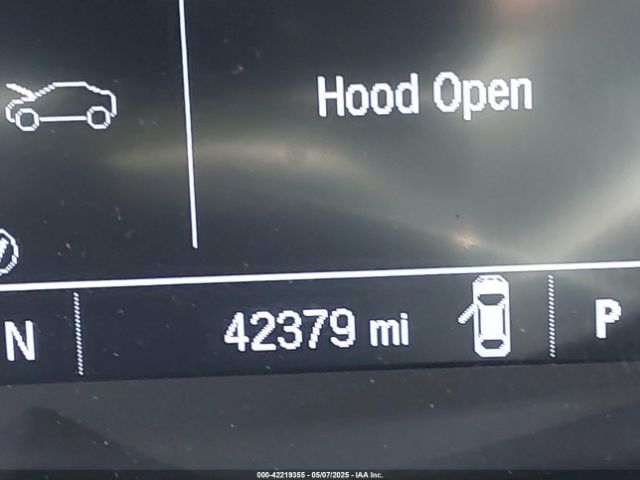 Hood Open
N
42379 mi
P
000-42219355 - 05/07/2025 - IAA Inc.